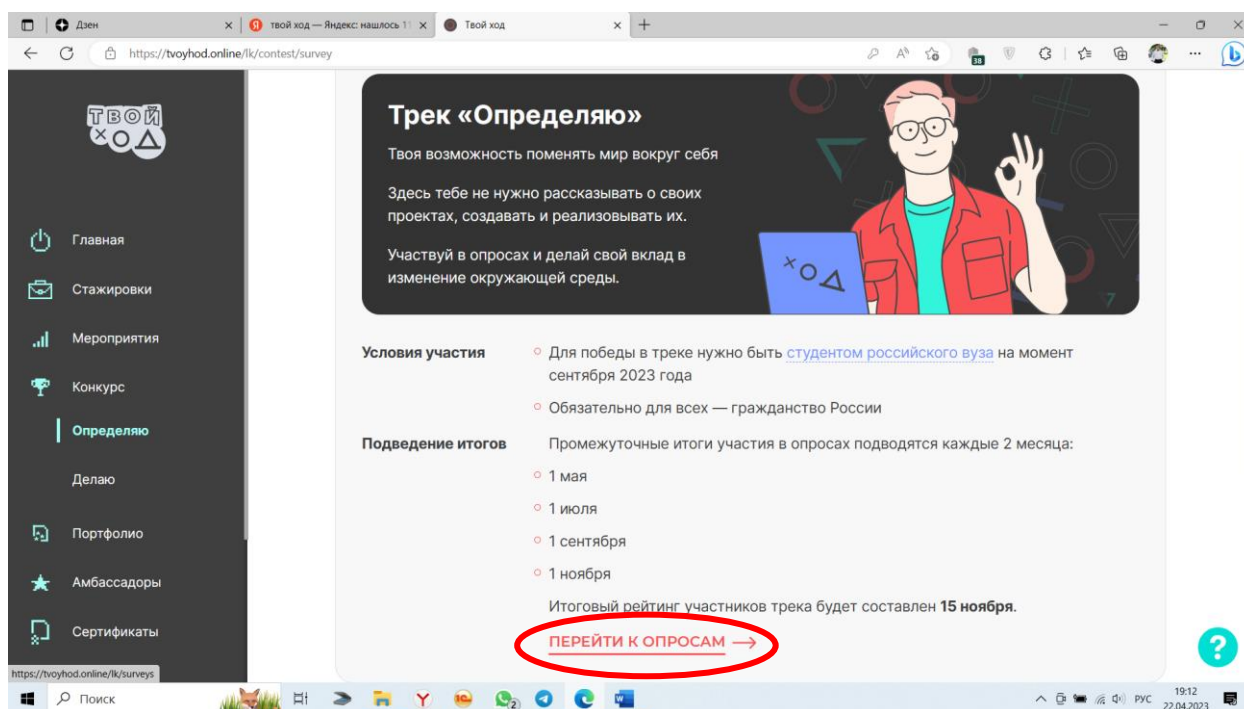 Дзен
твой ход — Яндекс: нашлось 11
Твой ход
https://tvoyhod.online/lk/contest/survey
38
ТВОЙ
ХОД
Главная
Стажировки
Мероприятия
Конкурс
Определяю
Делаю
Портфолио
Амбассадоры
Сертификаты
Трек «Определяю»
Твоя возможность поменять мир вокруг себя
Здесь тебе не нужно рассказывать о своих
проектах, создавать и реализовывать их.
Участвуй в опросах и делай свой вклад в
изменение окружающей среды.
Условия участия
Для победы в треке нужно быть студентом российского вуза на момент
сентября 2023 года
Обязательно для всех — гражданство России
Подведение итогов
Промежуточные итоги участия в опросах подводятся каждые 2 месяца:
1 мая
1 июля
1 сентября
1 ноября
Итоговый рейтинг участников трека будет составлен 15 ноября.
ПЕРЕЙТИ К ОПРОСАМ
?
https://tvoyhod.online/lk/surveys
Поиск
РУС
19:12
22.04.2023